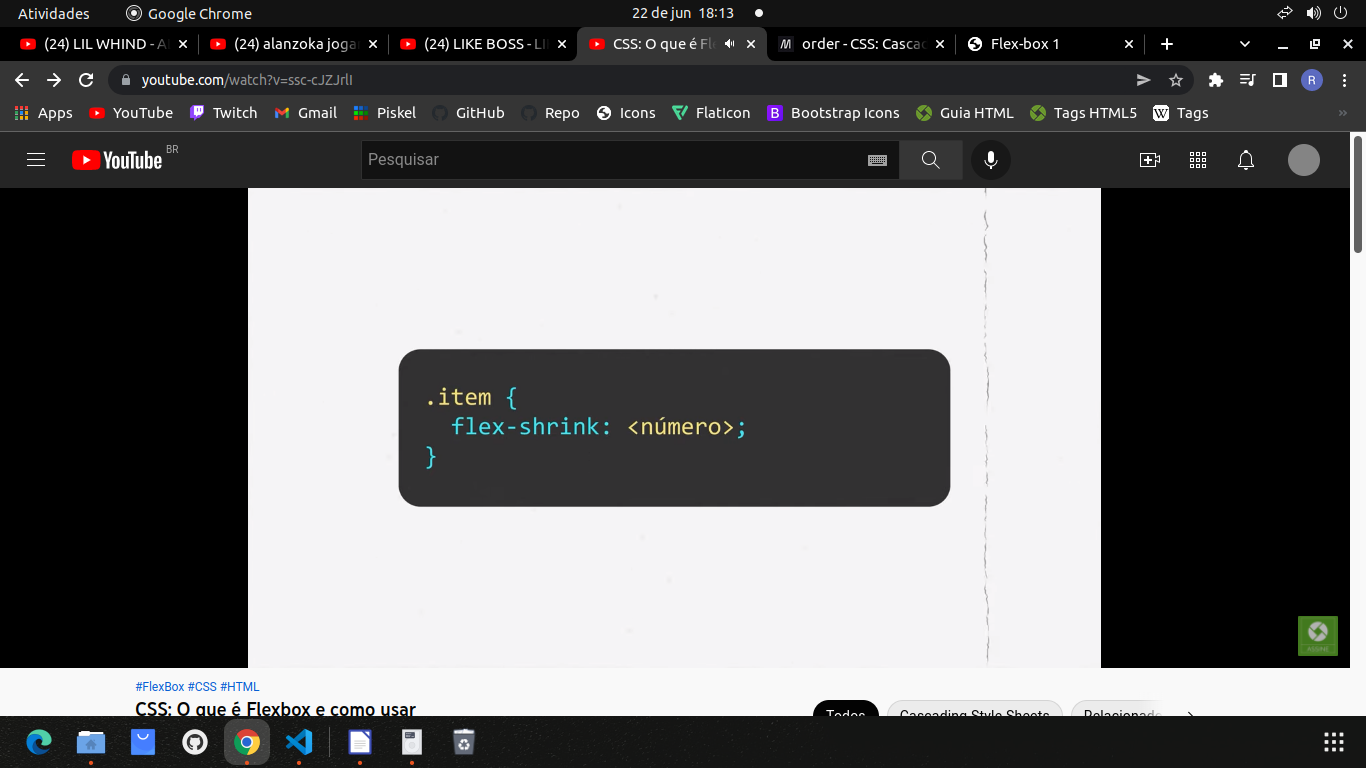 Atividades
Google Chrome
22 de jun 18:13
(24) LIL WHIND - A
(24) alanzoka joga
(24) LIKE BOSS - LI
CSS: O que é Fl
order - CSS: Casca
Flex-box 1
youtube.com/watch?v=ssc-cJZJrlI
R
Apps
YouTube
Twitch
Gmail
Piskel
GitHub
Repo
Icons
FlatIcon
B
Bootstrap Icons
Guia HTML
Tags HTML5
W
Tags
»
YouTube
BR
Pesquisar
.item {
flex-shrink: <número>;
}
#FlexBox #CSS #HTML
CSS: O que é Flexbox e como usar
Todos
Cascading Style Sheets
Relacionado